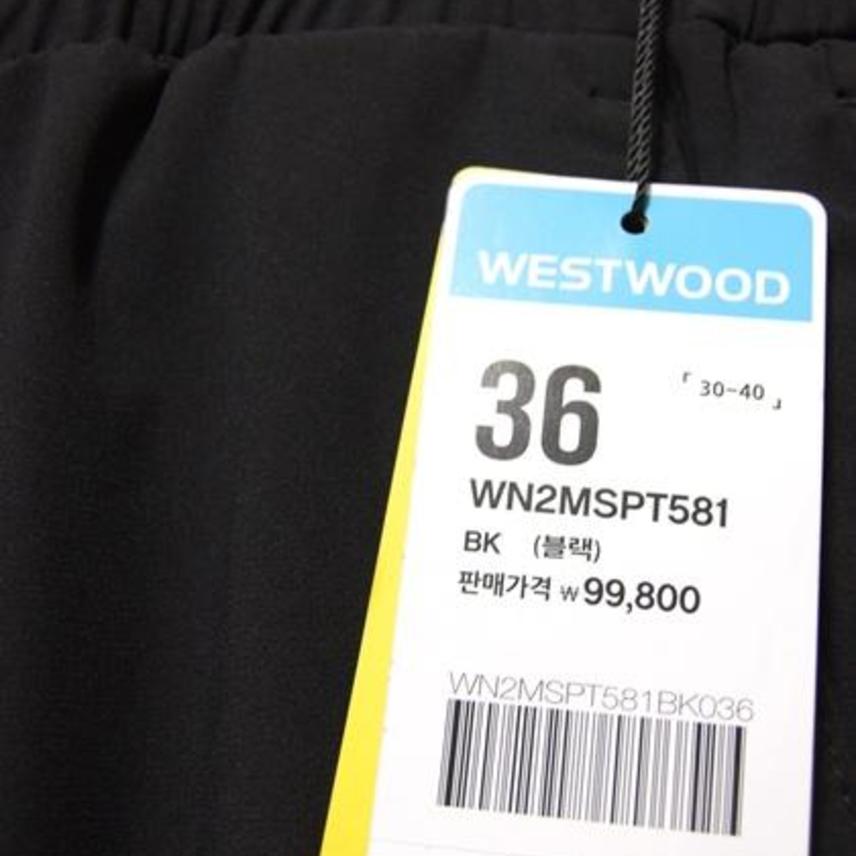 WESTWOOD
36 「30-40」
WN2MSPT581
BK (블랙)
판매가격 ₩99,800
WN2MSPT581BK036